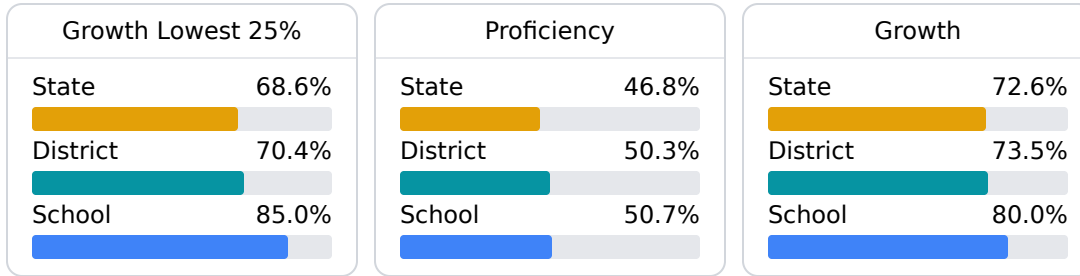 Growth Lowest 25%
State 68.6%
District 70.4%
School 85.0%
Proficiency
State 46.8%
District 50.3%
School 50.7%
Growth
State 72.6%
District 73.5%
School 80.0%